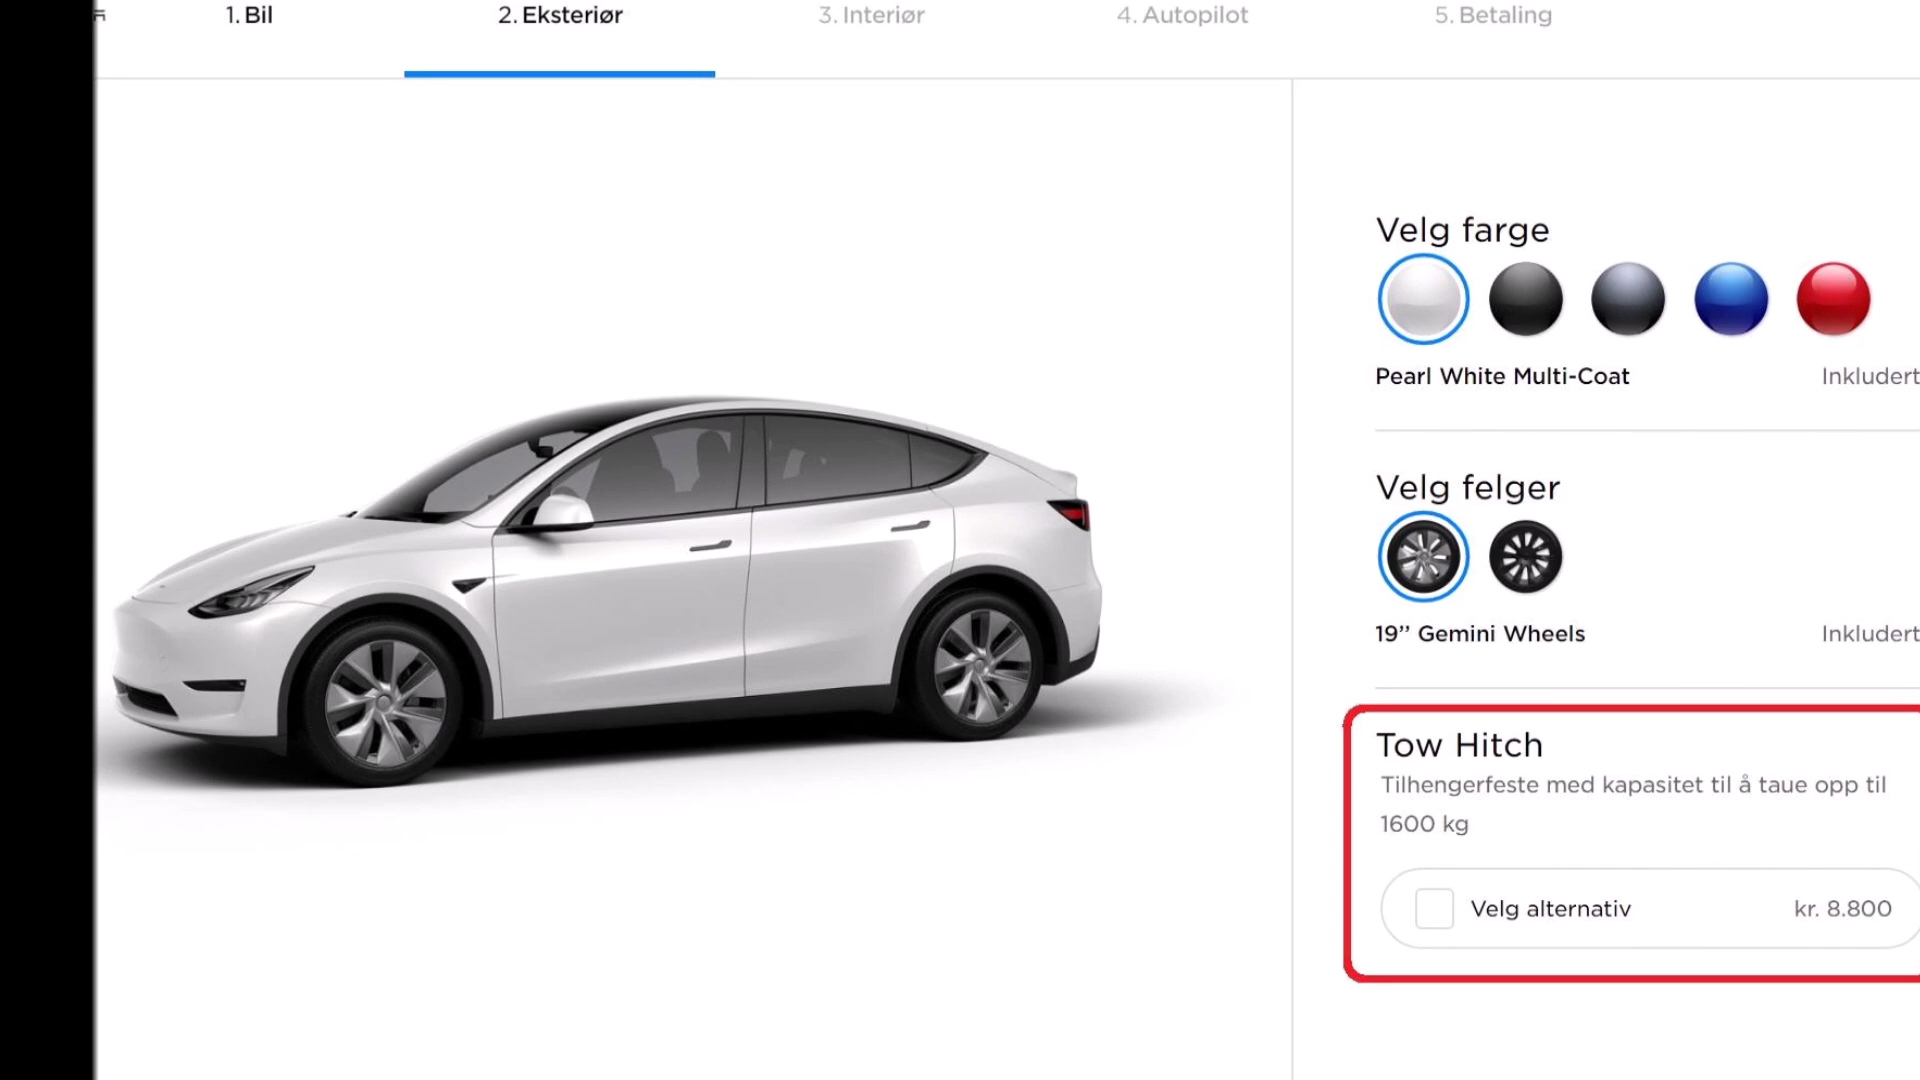 1. Bil
2. Eksteriør
3. Interiør
4. Autopilot
5. Betaling
Velg farge
Pearl White Multi-Coat
Inkludert
Velg felger
19’’ Gemini Wheels
Inkludert
Tow Hitch
Tilhengerfeste med kapasitet til å taue opp til
1600 kg
Velg alternativ
kr. 8.800